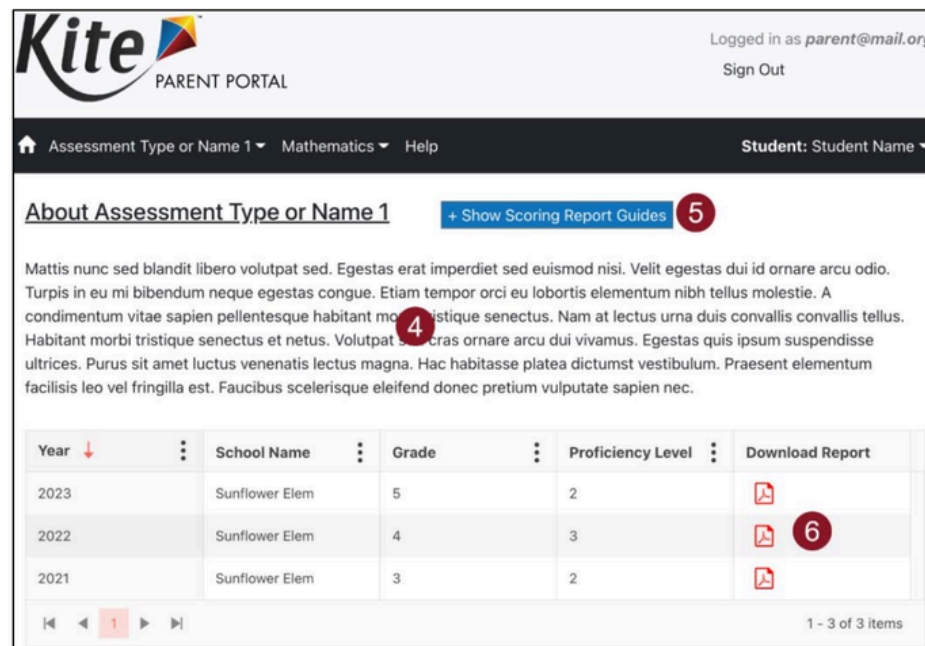 Kite
PARENT PORTAL
Logged in as parent@mail.org
Sign Out
Assessment Type or Name 1 Mathematics Help Student: Student Name
About Assessment Type or Name 1 + Show Scoring Report Guides 5
Mattis nunc sed blandit libero volutpat sed. Egestas erat imperdiet sed euismod nisi. Velit egestas dui id ornare arcu odio.
Turpis in eu mi bibendum neque egestas congue. Etiam tempor orci eu lobortis elementum nibh tellus molestie. A
condimentum vitae sapien pellentesque habitant tristique senectus. Nam at lectus urna duis convallis convallis tellus.
4
Habitant morbi tristique senectus et netus. Volutpat cras ornare arcu dui vivamus. Egestas quis ipsum suspendisse
ultrices. Purus sit amet luctus venenatis lectus magna. Hac habitasse platea dictumst vestibulum. Praesent elementum
facilisis leo vel fringilla est. Faucibus scelerisque eleifend donec pretium vulputate sapien nec.
Year School Name Grade Proficiency Level Download Report
2023 Sunflower Elem 5 2
2022 Sunflower Elem 4 3 6
2021 Sunflower Elem 3 2
1 1 - 3 of 3 items